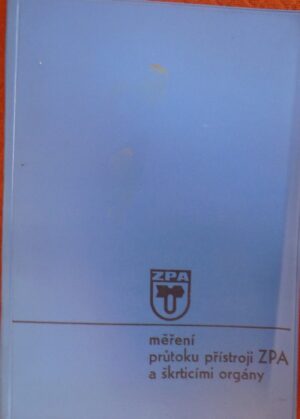 ZPA
měření
průtoku přístroji ZPA
a škrticími orgány